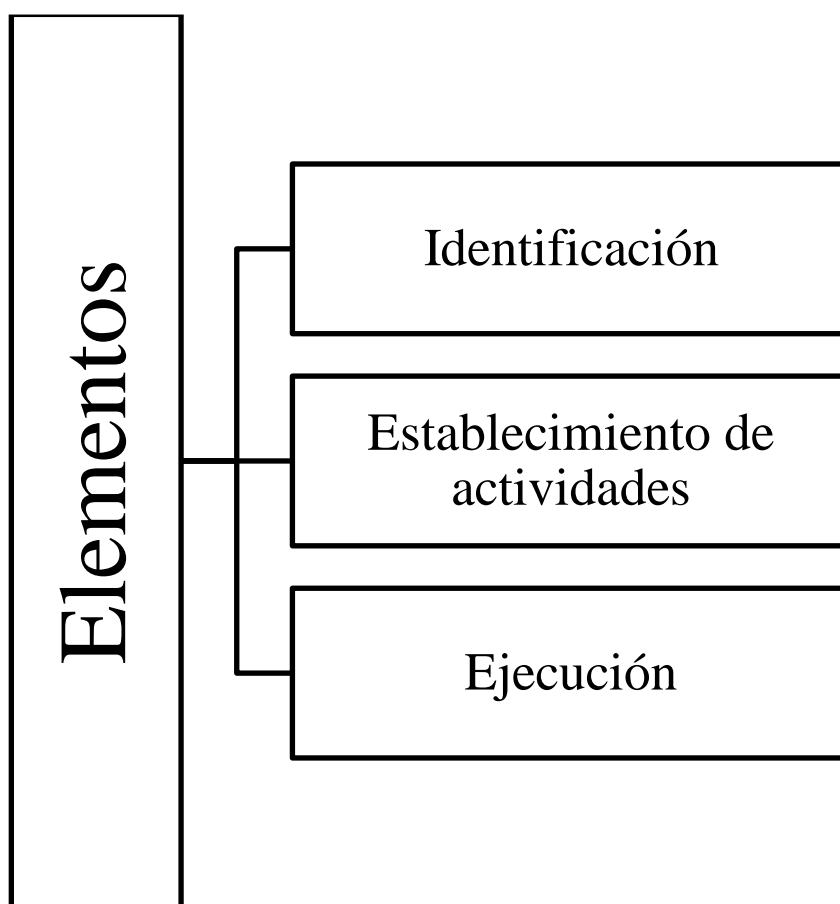 Elementos
Identificación
Establecimiento de
actividades
Ejecución